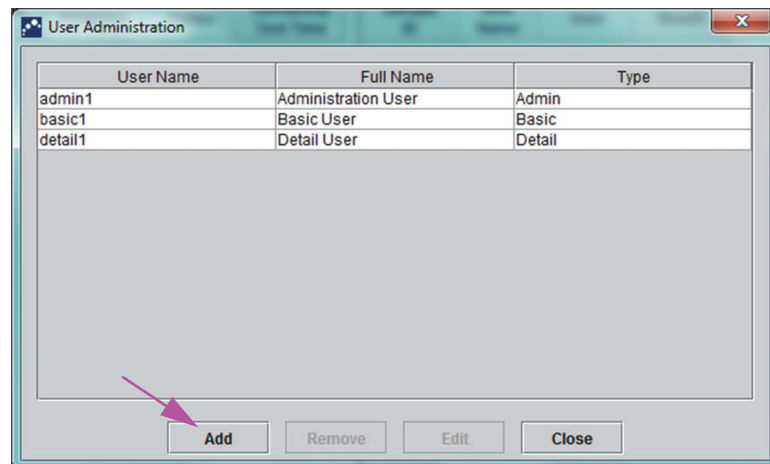 User Administration
User Name Full Name Type
admin1 Administration User Admin
basic1 Basic User Basic
detail1 Detail User Detail
Add Remove Edit Close